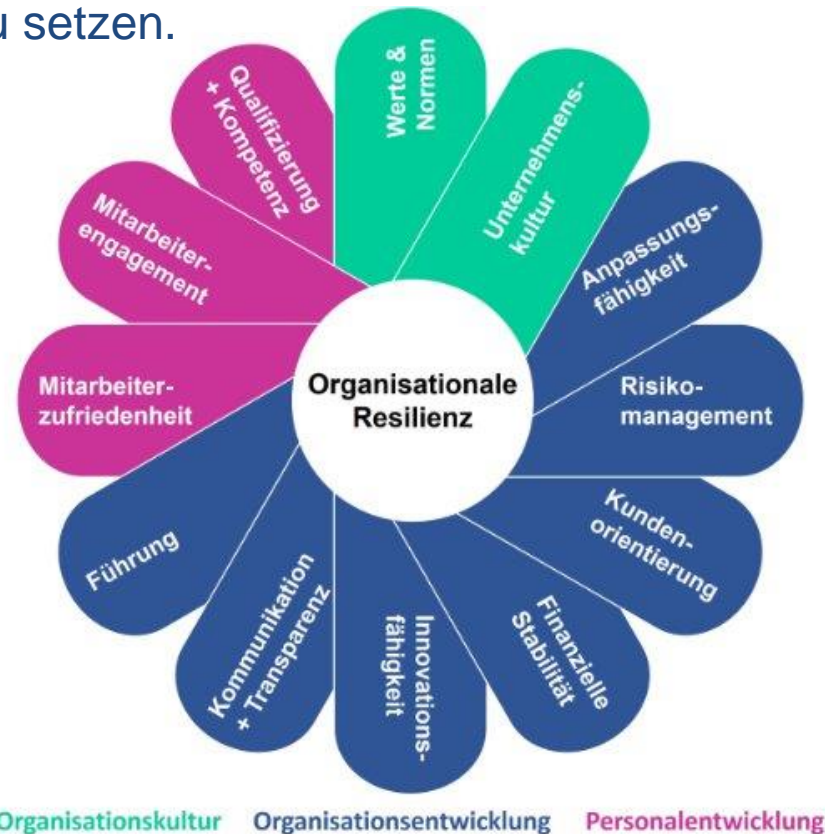 u setzen.
Werte &
Normen
Unternehmens-
kultur
Anpassungs-
fähigkeit
Risiko-
management
Kunden-
orientierung
Finanzielle
Stabilität
Innovations-
fähigkeit
Kommunikation
+ Transparenz
Führung
Mitarbeiter-
zufriedenheit
Mitarbeiter-
engagement
Qualifizierung
+ Kompetenz
Organisationale
Resilienz
Organisationskultur Organisationsentwicklung Personalentwicklung